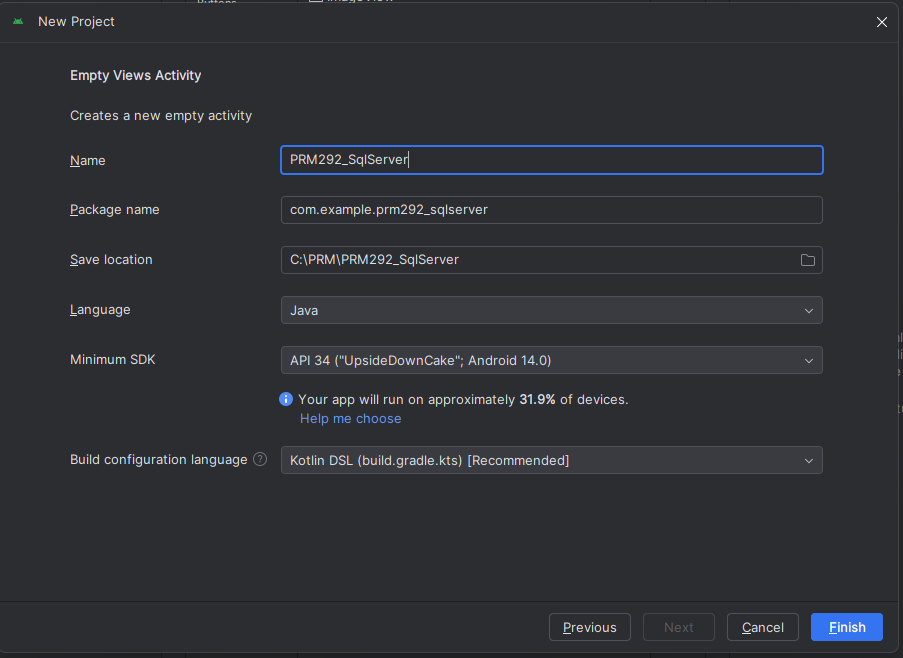 New Project
Empty Views Activity
Creates a new empty activity
Name PRM292_SqlServer
Package name com.example.prm292_sqlserver
Save location C:\PRM\PRM292_SqlServer
Language Java
Minimum SDK API 34 ("UpsideDownCake"; Android 14.0)
Your app will run on approximately 31.9% of devices.
Help me choose
Build configuration language ? Kotlin DSL (build.gradle.kts) [Recommended]
Previous Next Cancel Finish